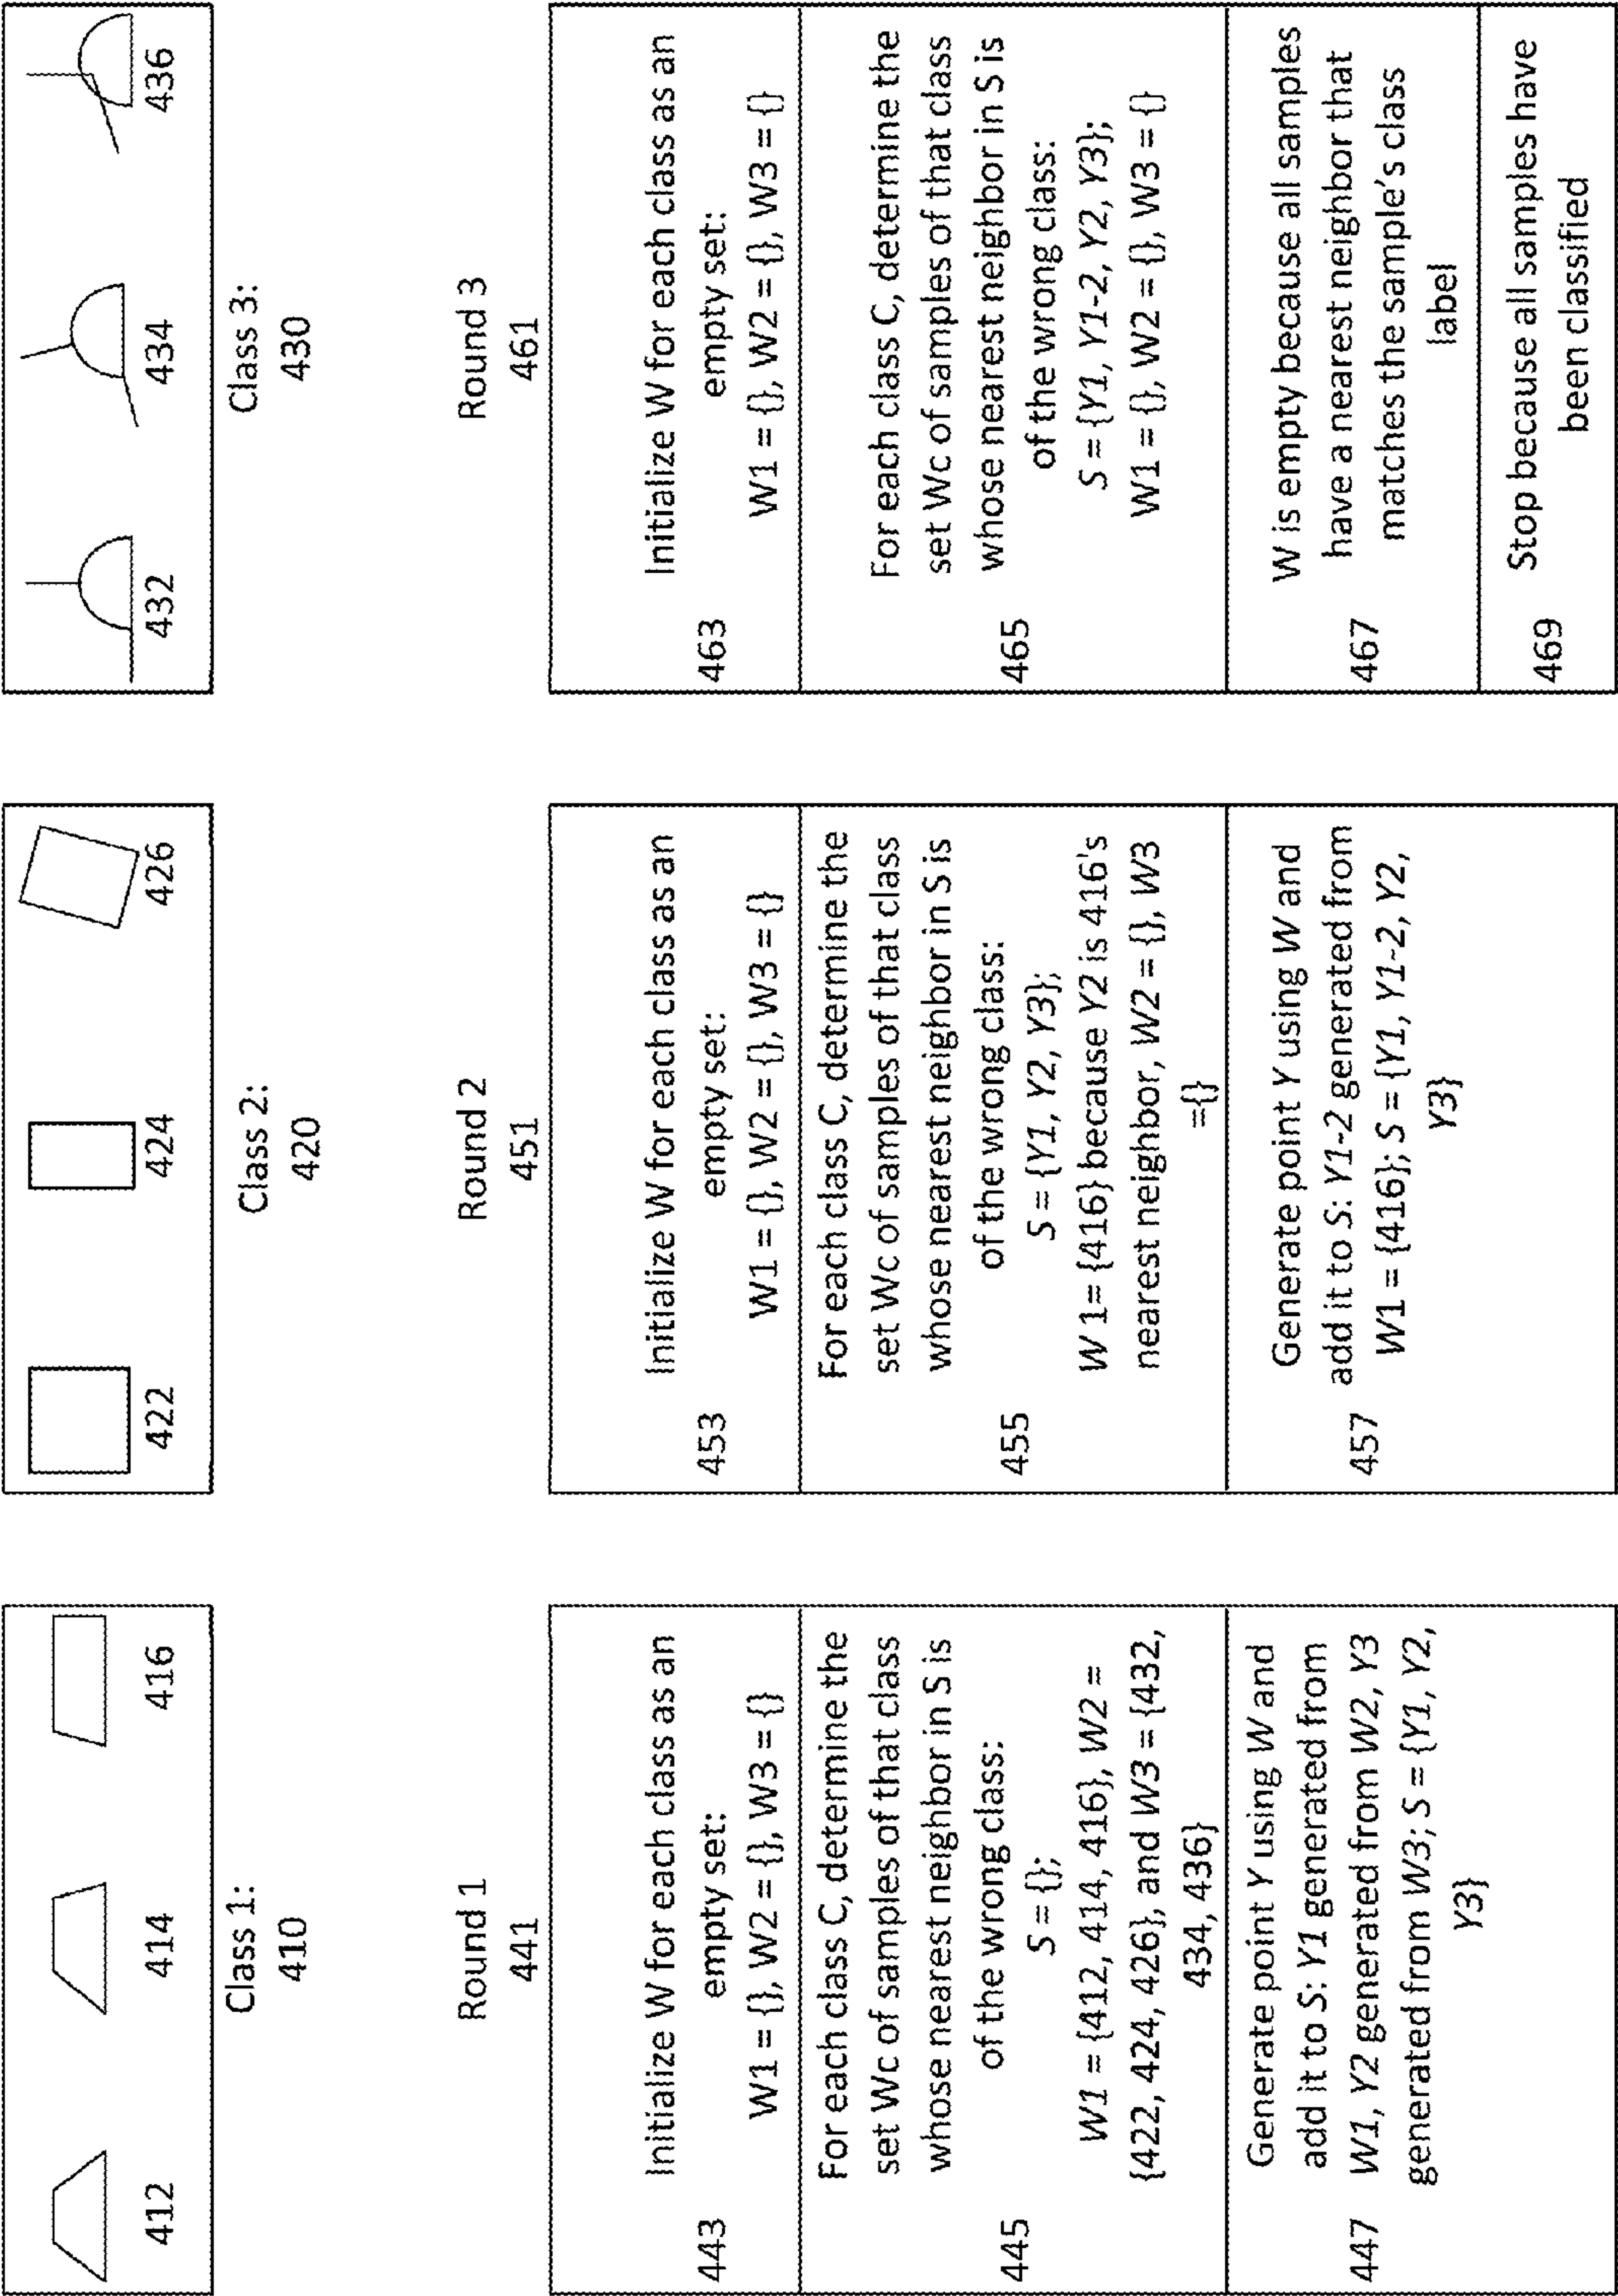 412
414
416
Class 1:
410
422
424
426
Class 2:
420
432
434
436
Class 3:
430
Round 1
441
443
Initialize W for each class as an
empty set:
W1 = {}, W2 = {}, W3 = {}
445
For each class C, determine the
set Wc of samples of that class
whose nearest neighbor in S is
of the wrong class:
S = {};
W1 = {412, 414, 416}, W2 =
{422, 424, 426}, and W3 = {432,
434, 436}
447
Generate point Y using W and
add it to S: Y1 generated from
W1, Y2 generated from W2, Y3
generated from W3; S = {Y1, Y2,
Y3}
Round 2
451
453
Initialize W for each class as an
empty set:
W1 = {}, W2 = {}, W3 = {}
455
For each class C, determine the
set Wc of samples of that class
whose nearest neighbor in S is
of the wrong class:
S = {Y1, Y2, Y3};
W 1= {416} because Y2 is 416's
nearest neighbor, W2 = {}, W3
={}
457
Generate point Y using W and
add it to S: Y1-2 generated from
W1 = {416}; S = {Y1, Y1-2, Y2,
Y3}
Round 3
461
463
Initialize W for each class as an
empty set:
W1 = {}, W2 = {}, W3 = {}
465
For each class C, determine the
set Wc of samples of that class
whose nearest neighbor in S is
of the wrong class:
S = {Y1, Y1-2, Y2, Y3};
W1 = {}, W2 = {}, W3 = {}
467
W is empty because all samples
have a nearest neighbor that
matches the sample's class
label
469
Stop because all samples have
been classified